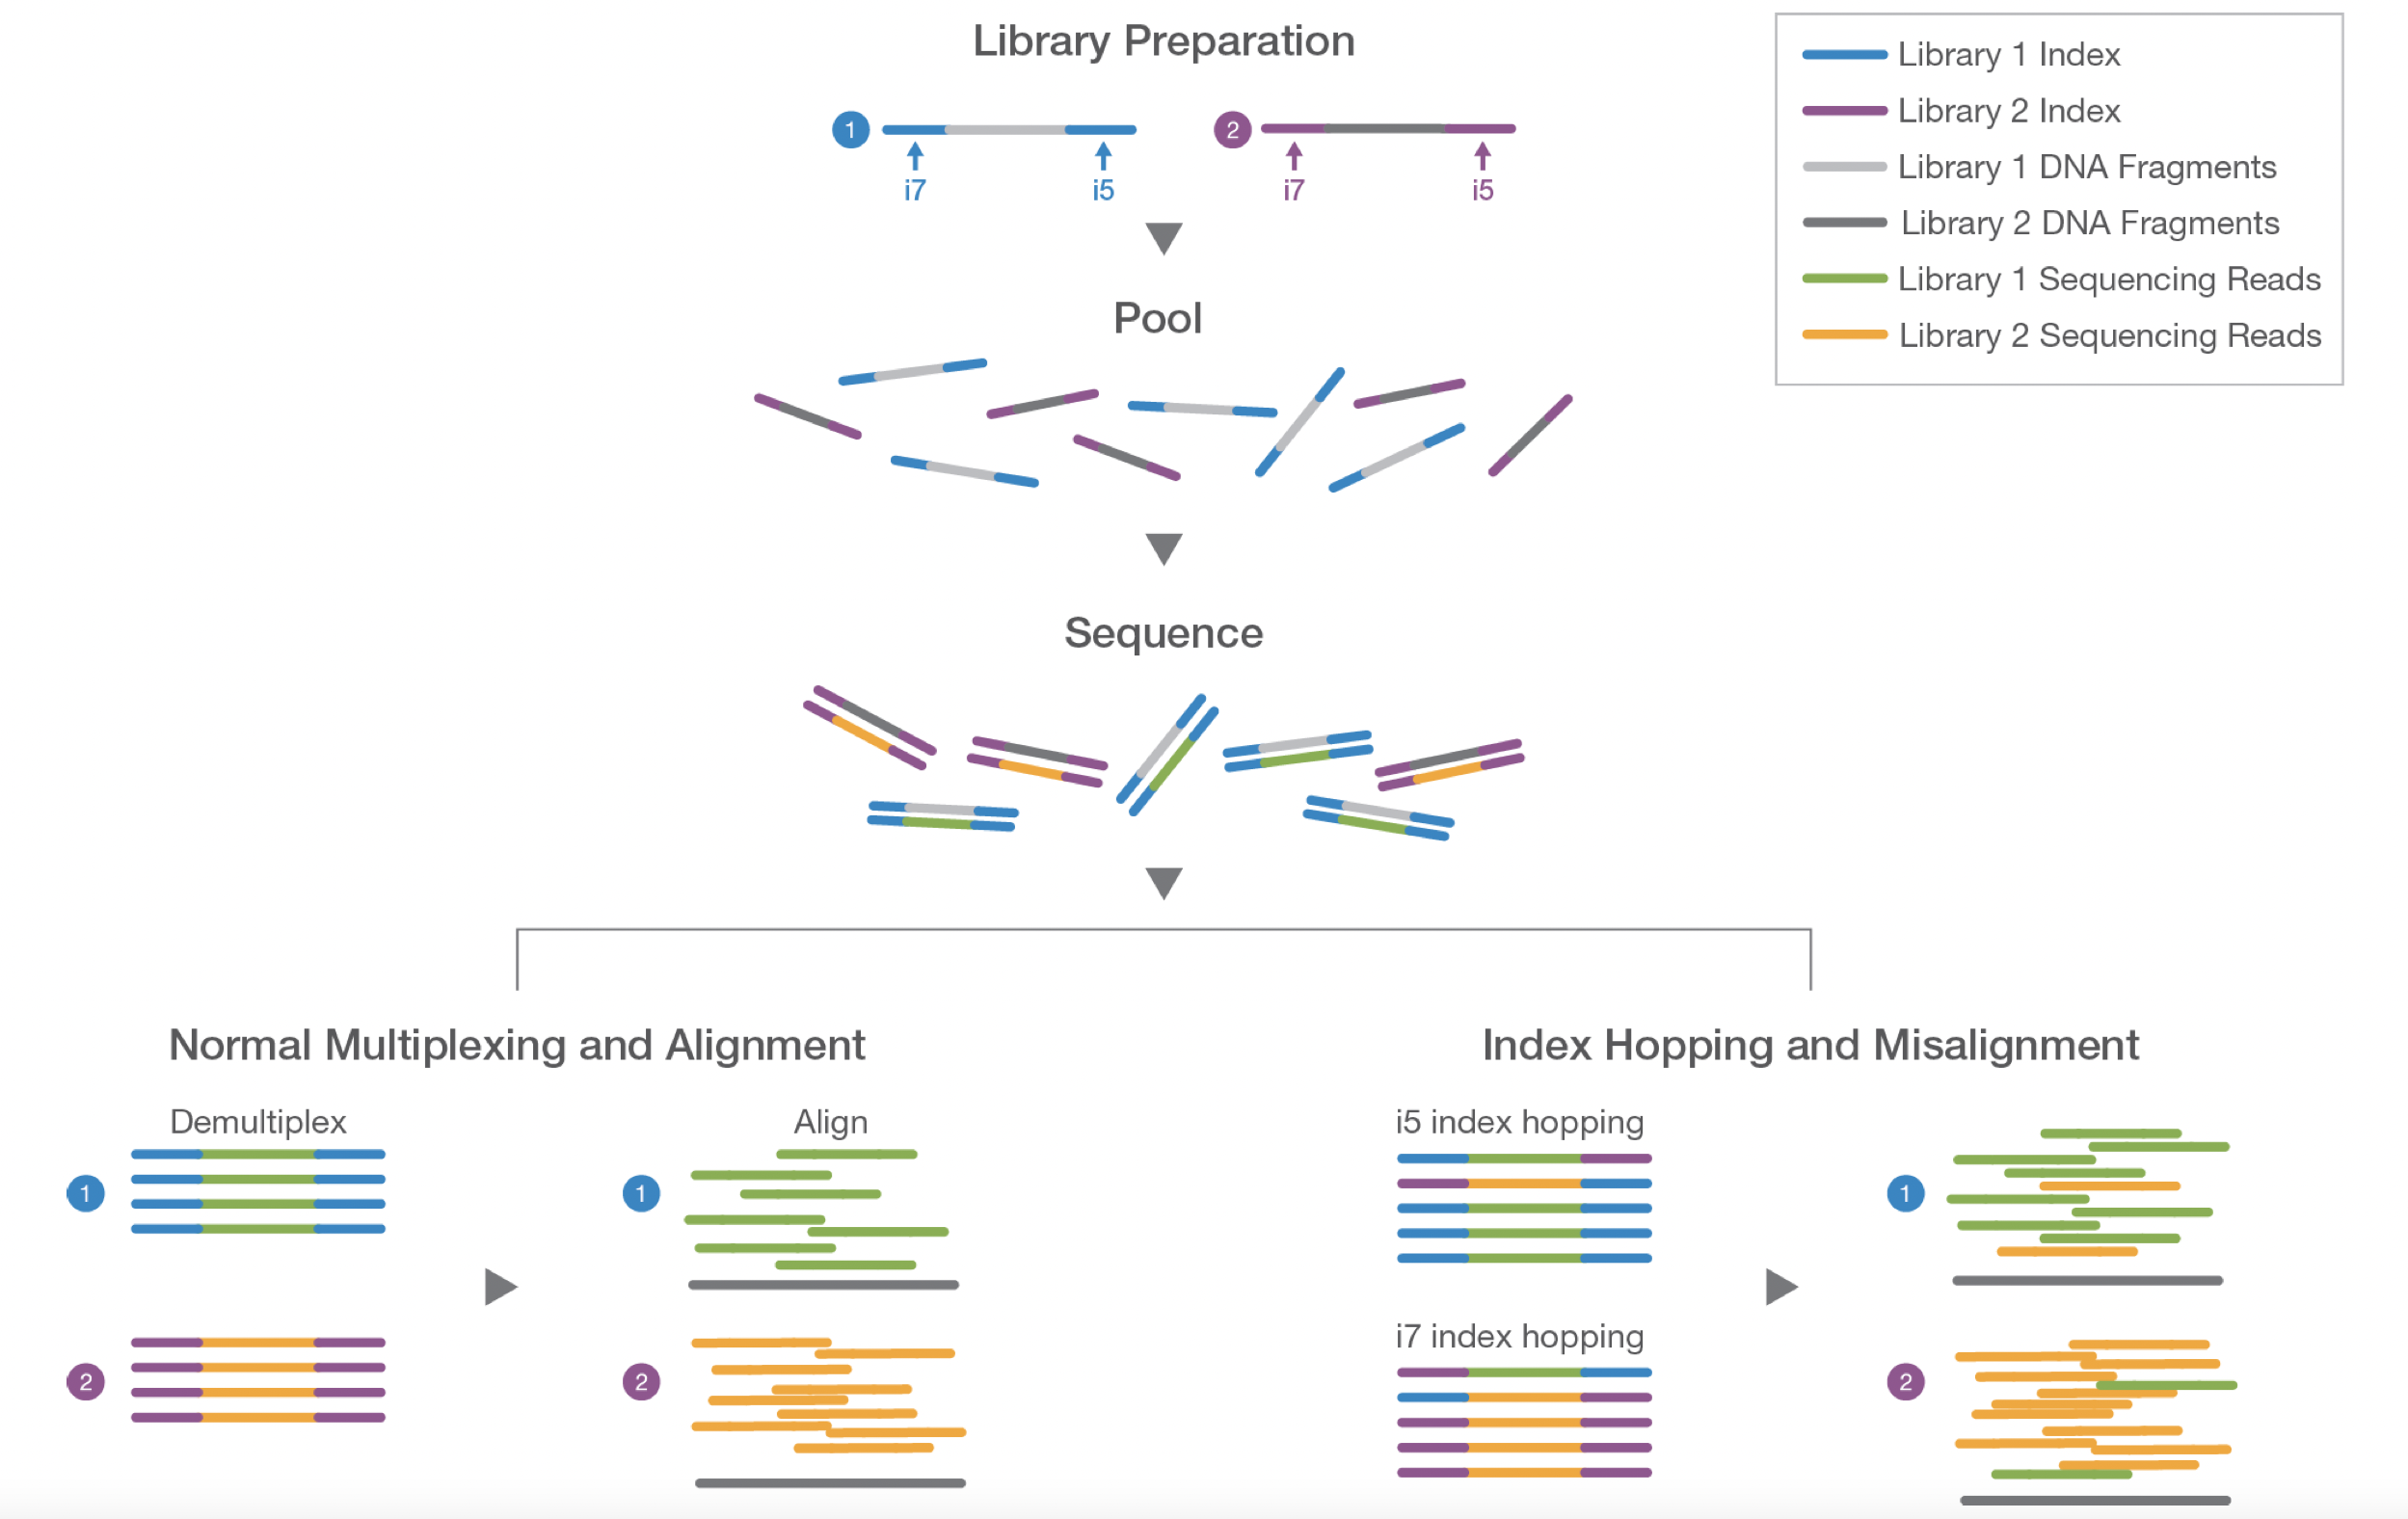 Library Preparation
1
i7
i5
2
i7
i5
Library 1 Index
Library 2 Index
Library 1 DNA Fragments
Library 2 DNA Fragments
Library 1 Sequencing Reads
Library 2 Sequencing Reads
Pool
Sequence
Normal Multiplexing and Alignment
Demultiplex
1
2
Align
1
2
Index Hopping and Misalignment
i5 index hopping
i7 index hopping
1
2